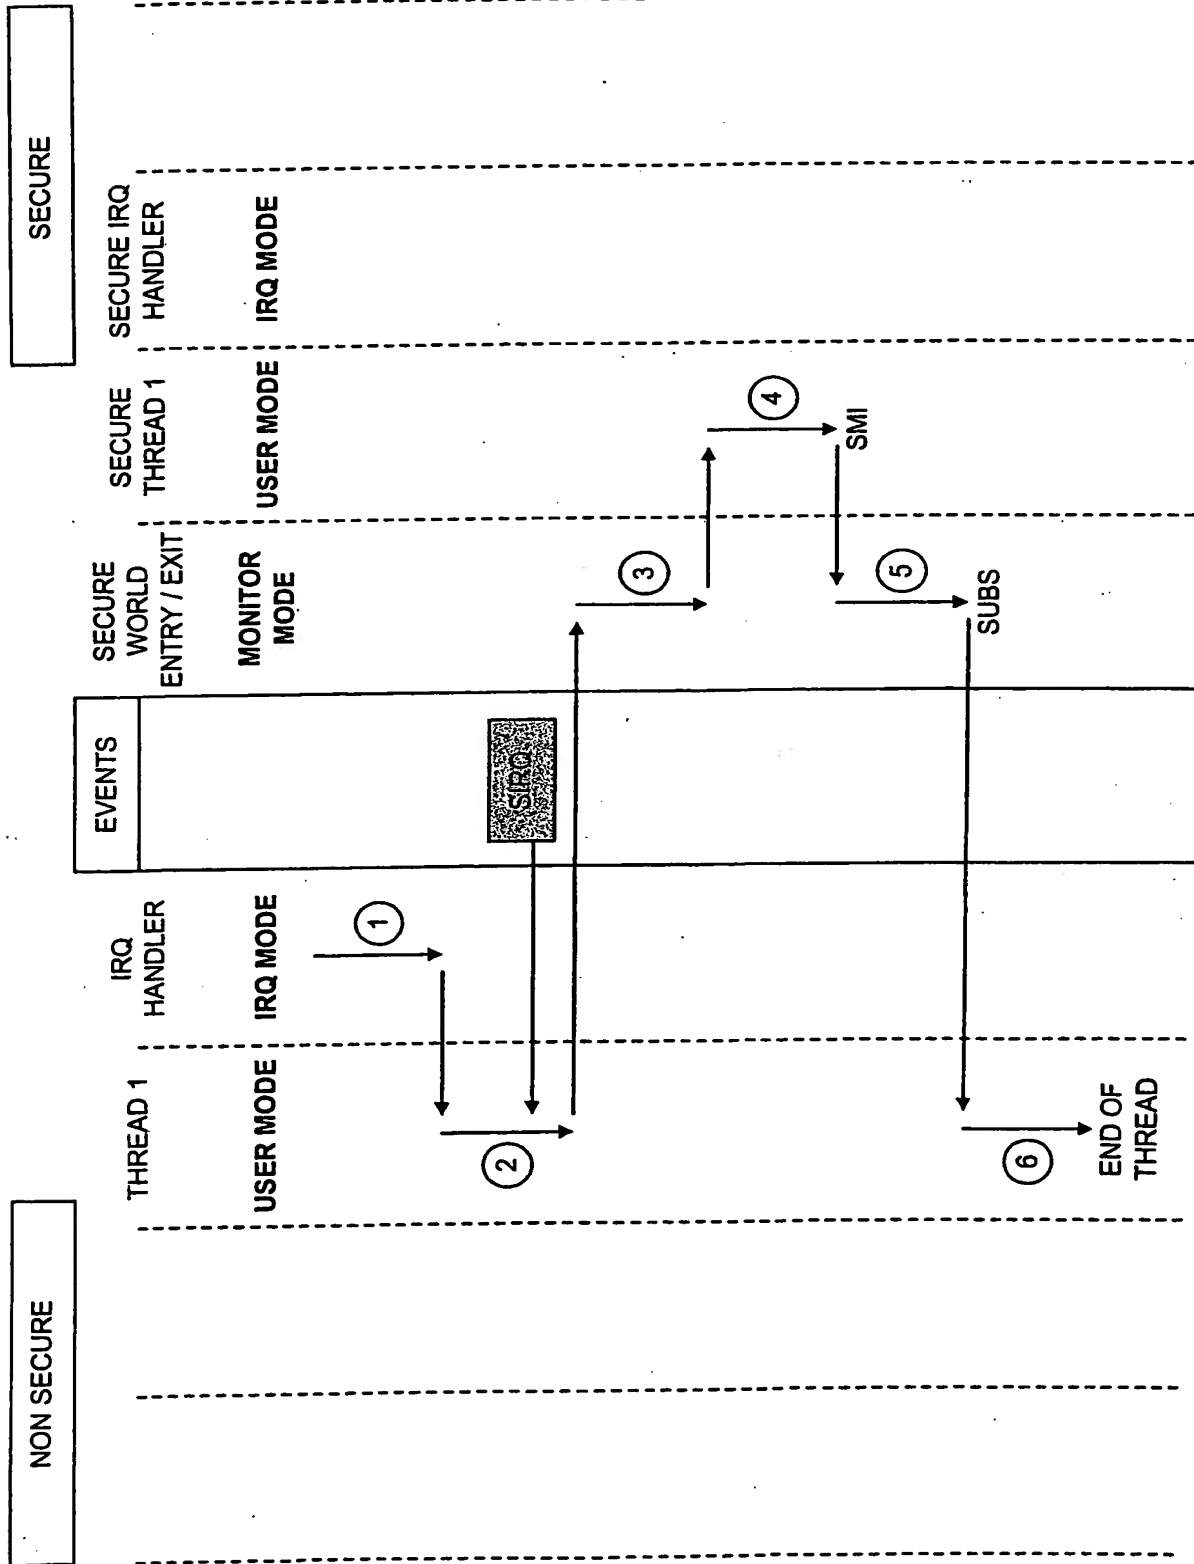 NON SECURE
SECURE
EVENTS
THREAD 1
USER MODE
IRQ
HANDLER
IRQ MODE
SECURE
WORLD
ENTRY / EXIT
MONITOR
MODE
SECURE
THREAD 1
USER MODE
SECURE IRQ
HANDLER
IRQ MODE
1
2
SIRQ
3
4
SMI
5
SUBS
6
END OF
THREAD